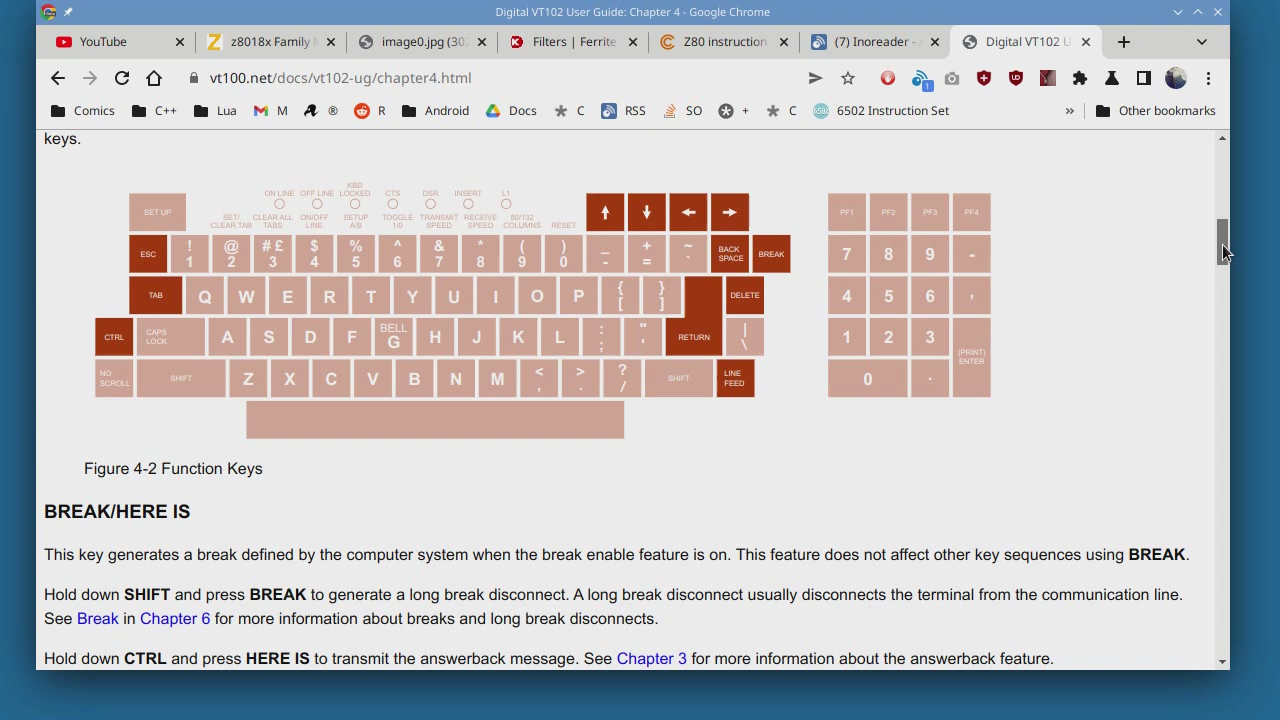 Digital VT102 User Guide: Chapter 4 - Google Chrome
YouTube
z8018x Family M
image0.jpg (302
Filters | Ferrite
Z80 instruction
(7) Inoreader -
Digital VT102 U
vt100.net/docs/vt102-ug/chapter4.html
1
Comics
C++
Lua
M
®
R
Android
Docs
C
RSS
SO
+
C
6502 Instruction Set
»
Other bookmarks
keys.
ON LINE
OFF LINE
KBD LOCKED
CTS
DSR
INSERT
L1
SET UP
SET/ CLEAR TAB
CLEAR ALL TABS
ON/OFF LINE
SETUP A/B
TOGGLE 1/0
TRANSMIT SPEED
RECEIVE SPEED
80/132 COLUMNS
RESET
PF1 PF2 PF3 PF4
ESC ! 1 @ 2 # £ 3 $ 4 % 5 ^ 6 & 7 * 8 ( 9 ) 0 _ - + = ~ ` BACK SPACE BREAK
7 8 9 -
TAB Q W E R T Y U I O P { [ } ] DELETE
4 5 6 ,
CTRL CAPS LOCK A S D F BELL G H J K L : ; " ' RETURN | \
1 2 3 (PRINT) ENTER
NO SCROLL SHIFT Z X C V B N M < , > . ? / SHIFT LINE FEED
0 .
Figure 4-2 Function Keys
BREAK/HERE IS
This key generates a break defined by the computer system when the break enable feature is on. This feature does not affect other key sequences using BREAK.
Hold down SHIFT and press BREAK to generate a long break disconnect. A long break disconnect usually disconnects the terminal from the communication line.
See Break in Chapter 6 for more information about breaks and long break disconnects.
Hold down CTRL and press HERE IS to transmit the answerback message. See Chapter 3 for more information about the answerback feature.